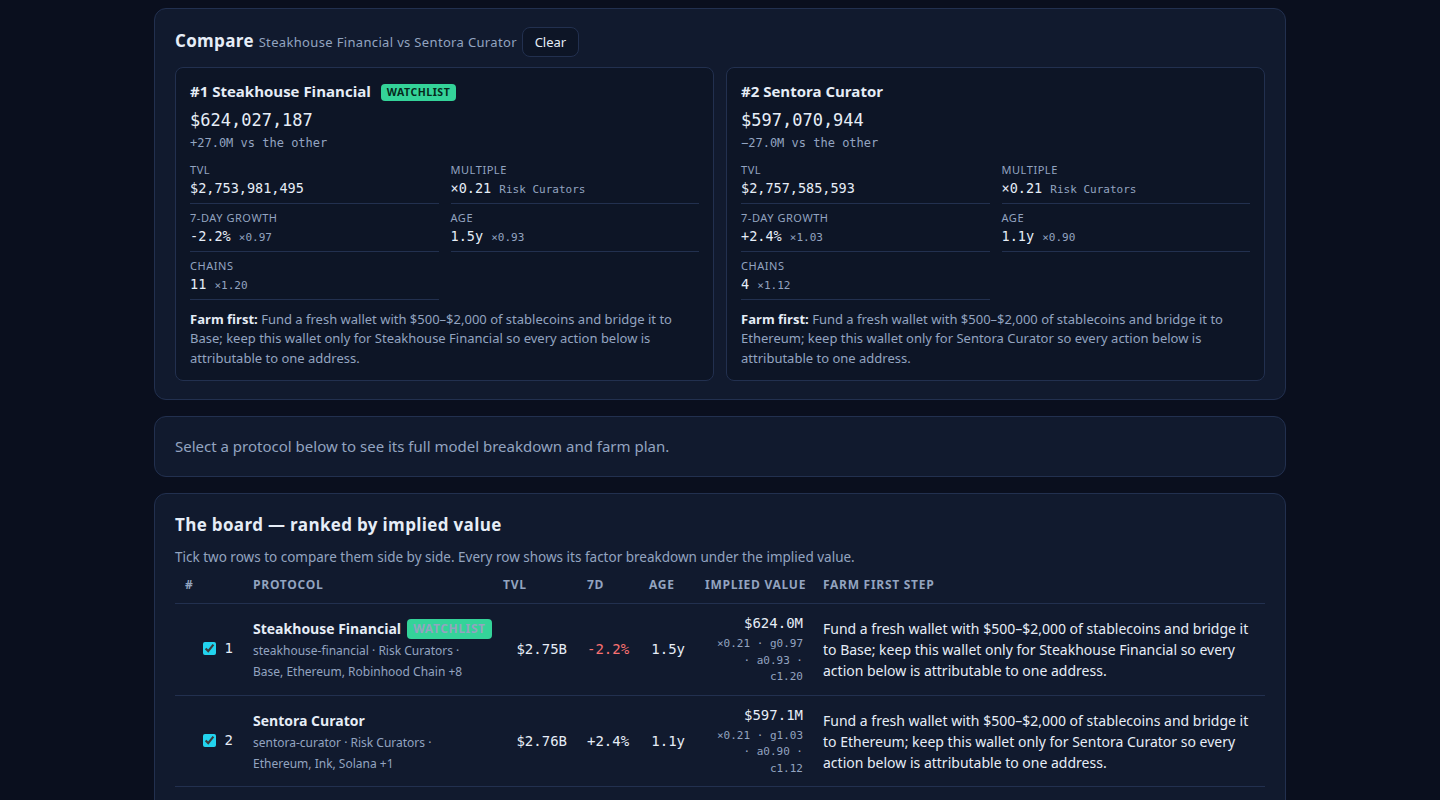 Compare Steakhouse Financial vs Sentora Curator Clear
#1 Steakhouse Financial WATCHLIST
$624,027,187
+27.0M vs the other
TVL MULTIPLE
$2,753,981,495 ×0.21 Risk Curators
7-DAY GROWTH AGE
-2.2% ×0.97 1.5y ×0.93
CHAINS
11 ×1.20
Farm first: Fund a fresh wallet with $500–$2,000 of stablecoins and bridge it to
Base; keep this wallet only for Steakhouse Financial so every action below is
attributable to one address.
#2 Sentora Curator
$597,070,944
−27.0M vs the other
TVL MULTIPLE
$2,757,585,593 ×0.21 Risk Curators
7-DAY GROWTH AGE
+2.4% ×1.03 1.1y ×0.90
CHAINS
4 ×1.12
Farm first: Fund a fresh wallet with $500–$2,000 of stablecoins and bridge it to
Ethereum; keep this wallet only for Sentora Curator so every action below is
attributable to one address.
Select a protocol below to see its full model breakdown and farm plan.
The board — ranked by implied value
Tick two rows to compare them side by side. Every row shows its factor breakdown under the implied value.
# PROTOCOL TVL 7D AGE IMPLIED VALUE FARM FIRST STEP
1
Steakhouse Financial WATCHLIST
steakhouse-financial · Risk Curators ·
Base, Ethereum, Robinhood Chain +8
$2.75B
-2.2%
1.5y
$624.0M
×0.21 · g0.97
· a0.93 ·
c1.20
Fund a fresh wallet with $500–$2,000 of stablecoins and bridge it
to Base; keep this wallet only for Steakhouse Financial so every
action below is attributable to one address.
2
Sentora Curator
sentora-curator · Risk Curators ·
Ethereum, Ink, Solana +1
$2.76B
+2.4%
1.1y
$597.1M
×0.21 · g1.03
· a0.90 ·
c1.12
Fund a fresh wallet with $500–$2,000 of stablecoins and bridge it
to Ethereum; keep this wallet only for Sentora Curator so every
action below is attributable to one address.